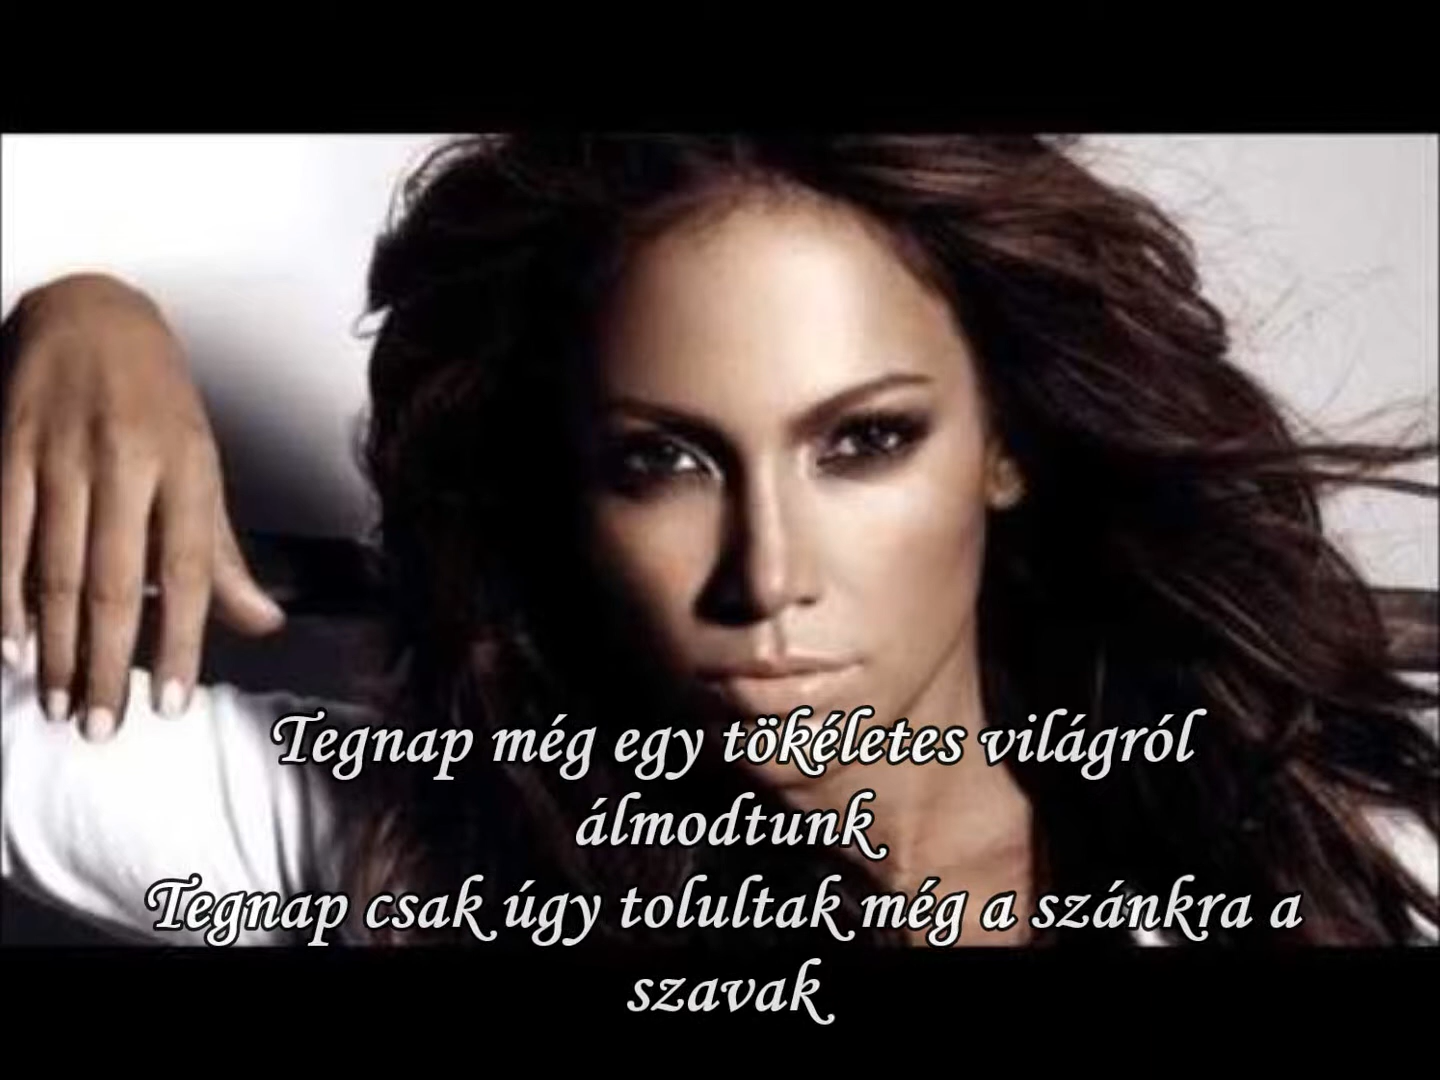 Tegnap még egy tökéletes világról
álmodtunk
Tegnap csak úgy tolultak még a szánkra a
szavak